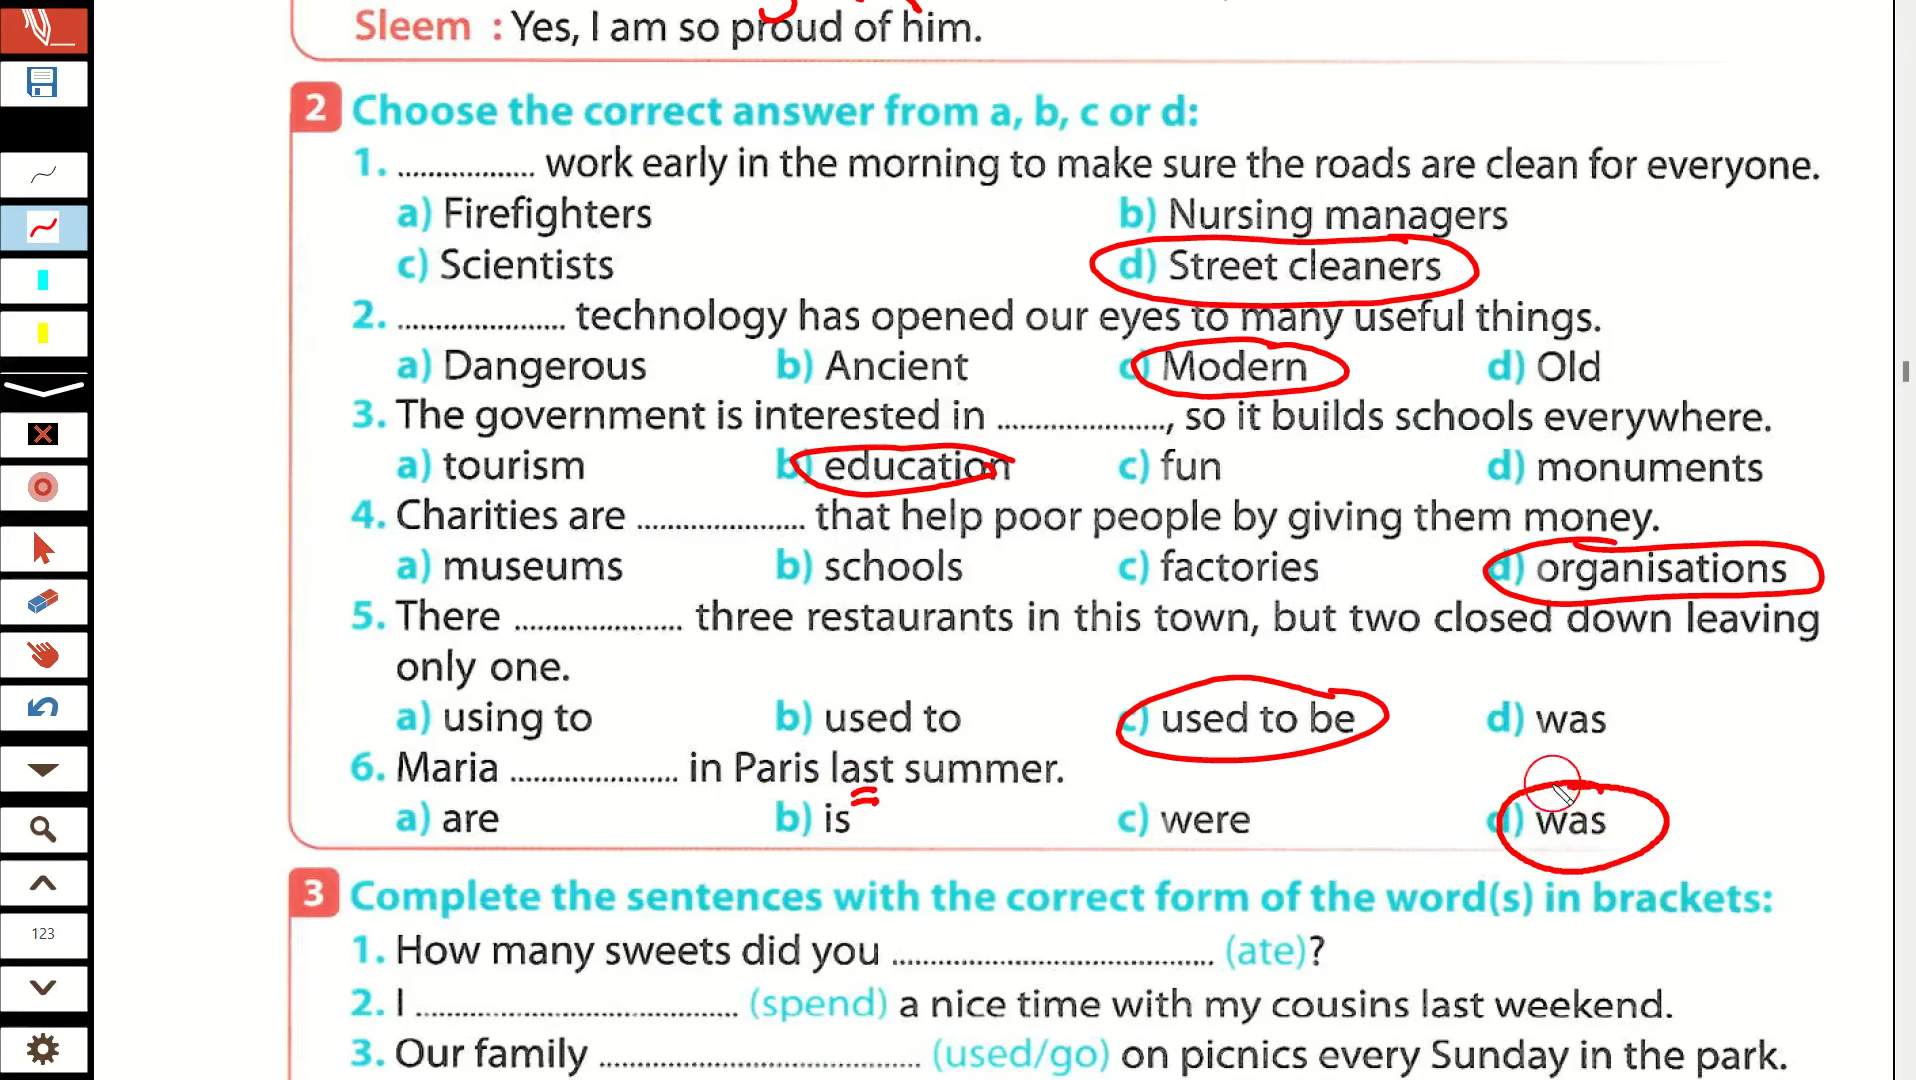 Sleem : Yes, I am so proud of him.
2 Choose the correct answer from a, b, c or d:
1. .................. work early in the morning to make sure the roads are clean for everyone.
a) Firefighters b) Nursing managers
c) Scientists d) Street cleaners
2. ...................... technology has opened our eyes to many useful things.
a) Dangerous b) Ancient c) Modern d) Old
3. The government is interested in ......................, so it builds schools everywhere.
a) tourism b) education c) fun d) monuments
4. Charities are ...................... that help poor people by giving them money.
a) museums b) schools c) factories d) organisations
5. There ...................... three restaurants in this town, but two closed down leaving
only one.
a) using to b) used to c) used to be d) was
6. Maria ...................... in Paris last summer.
a) are b) is c) were d) was
3 Complete the sentences with the correct form of the word(s) in brackets:
1. How many sweets did you .......................................... (ate)?
2. I .......................................... (spend) a nice time with my cousins last weekend.
3. Our family .......................................... (used/go) on picnics every Sunday in the park.
123